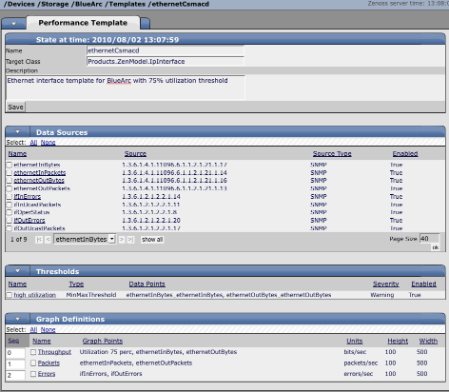 /Devices /Storage /BlueArc /Templates /ethernetCsmacd
Zenoss server time: 13:08:0
Performance Template
State at time: 2010/08/02 13:07:59
Name ethernetCsmacd
Target Class Products.ZenModel.IpInterface
Description
Ethernet interface template for BlueArc with 75% utilization threshold
Save
Data Sources
Select: All None
Name Source Source Type Enabled
ethernetInBytes 1.3.6.1.4.1.11096.6.1.1.2.1.21.1.17 SNMP True
ethernetInPackets 1.3.6.1.4.1.11096.6.1.1.2.1.21.1.14 SNMP True
ethernetOutBytes 1.3.6.1.4.1.11096.6.1.1.2.1.21.1.16 SNMP True
ethernetOutPackets 1.3.6.1.4.1.11096.6.1.1.2.1.21.1.13 SNMP True
ifInErrors 1.3.6.1.2.1.2.2.1.14 SNMP True
ifInUcastPackets 1.3.6.1.2.1.2.2.1.11 SNMP True
ifOperStatus 1.3.6.1.2.1.2.2.1.8 SNMP True
ifOutErrors 1.3.6.1.2.1.2.2.1.20 SNMP True
ifOutUcastPackets 1.3.6.1.2.1.2.2.1.17 SNMP True
1 of 9 ethernetInBytes show all Page Size 40
ok
Thresholds
Name Type Data Points Severity Enabled
high utilization MinMaxThreshold ethernetInBytes_ethernetInBytes, ethernetOutBytes_ethernetOutBytes Warning True
Graph Definitions
Select: All None
Seq Name Graph Points Units Height Width
0 Throughput Utilization 75 perc, ethernetInBytes, ethernetOutBytes bits/sec 100 500
1 Packets ethernetInPackets, ethernetOutPackets packets/sec 100 500
2 Errors ifInErrors, ifOutErrors errors/sec 100 500